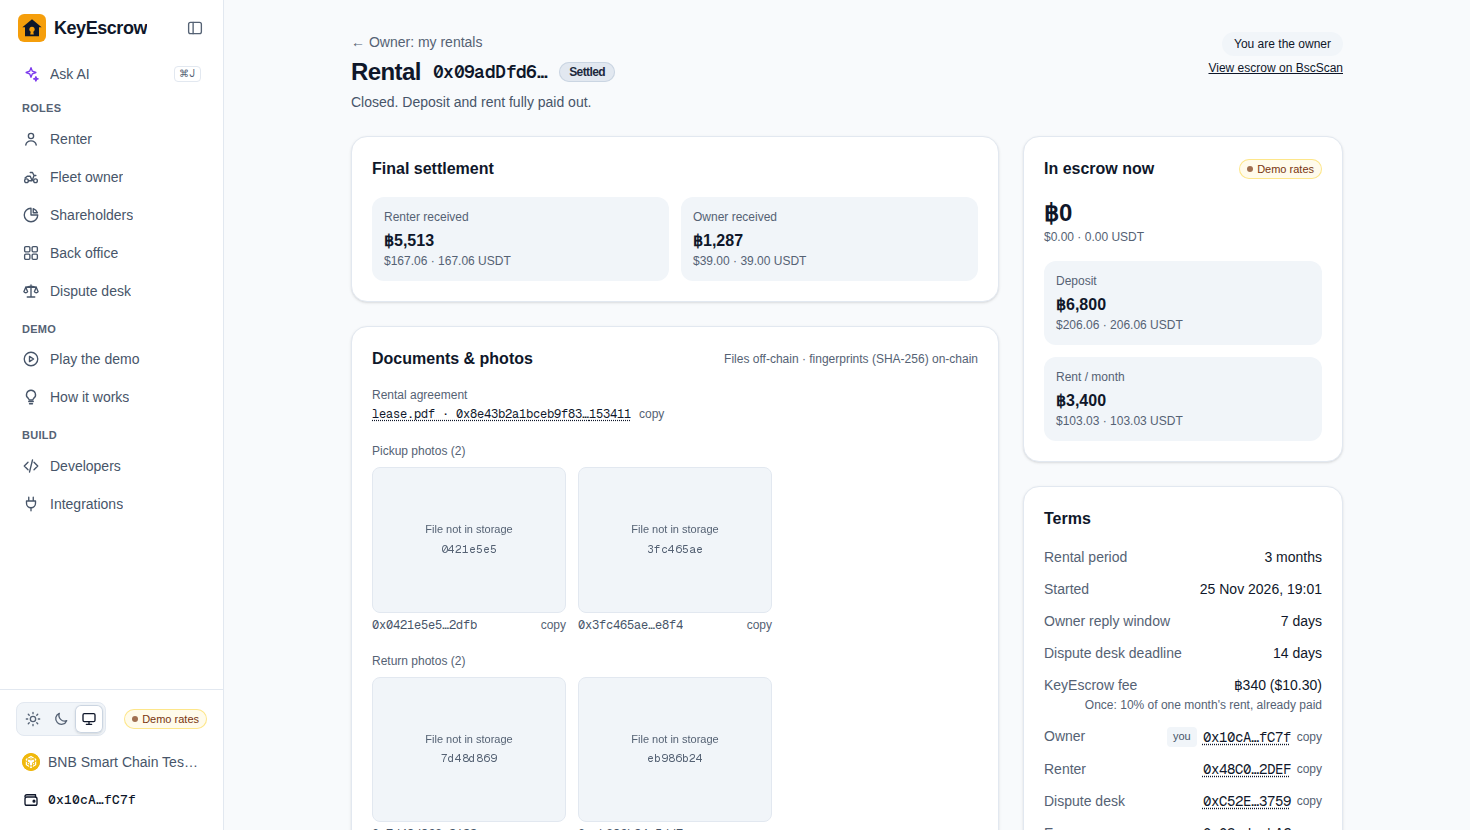 KeyEscrow
Ask AI
⌘J
ROLES
Renter
Fleet owner
Shareholders
Back office
Dispute desk
DEMO
Play the demo
How it works
BUILD
Developers
Integrations
Demo rates
BNB Smart Chain Tes…
0x10cA…fC7f
← Owner: my rentals
Rental 0x09adDfd6… Settled
Closed. Deposit and rent fully paid out.
You are the owner
View escrow on BscScan
Final settlement
Renter received
฿5,513
$167.06 · 167.06 USDT
Owner received
฿1,287
$39.00 · 39.00 USDT
Documents & photos
Files off-chain · fingerprints (SHA-256) on-chain
Rental agreement
lease.pdf · 0x8e43b2a1bceb9f83…153411 copy
Pickup photos (2)
File not in storage
0421e5e5
File not in storage
3fc465ae
0x0421e5e5…2dfb copy
0x3fc465ae…e8f4 copy
Return photos (2)
File not in storage
7d48d869
File not in storage
eb986b24
In escrow now
Demo rates
฿0
$0.00 · 0.00 USDT
Deposit
฿6,800
$206.06 · 206.06 USDT
Rent / month
฿3,400
$103.03 · 103.03 USDT
Terms
Rental period 3 months
Started 25 Nov 2026, 19:01
Owner reply window 7 days
Dispute desk deadline 14 days
KeyEscrow fee ฿340 ($10.30)
Once: 10% of one month's rent, already paid
Owner you 0x10cA…fC7f copy
Renter 0x48C0…2DEF copy
Dispute desk 0xC52E…3759 copy